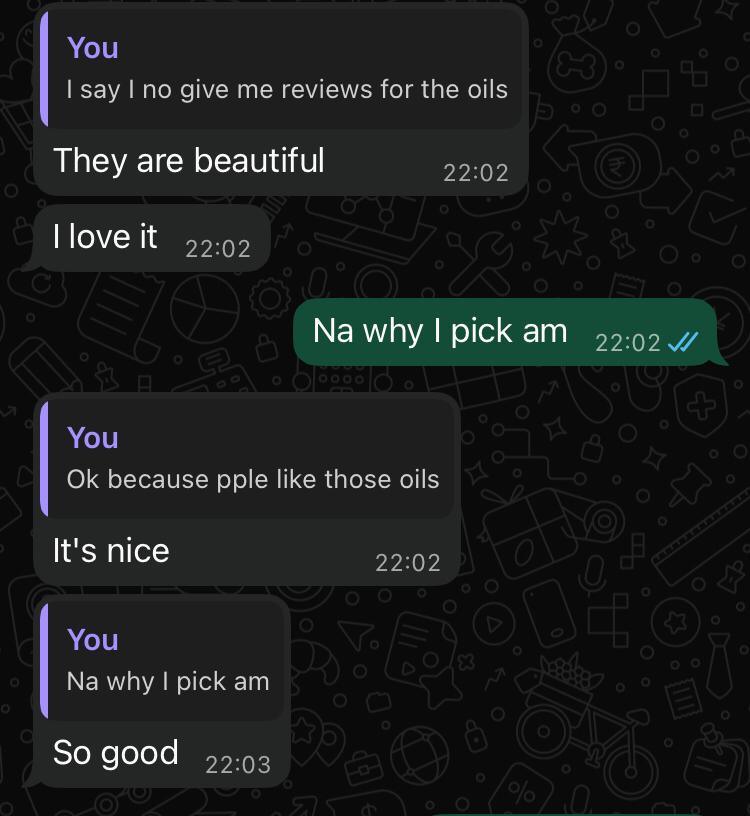 You
I say I no give me reviews for the oils
They are beautiful
22:02
I love it
22:02
Na why I pick am
22:02
You
Ok because pple like those oils
It's nice
22:02
You
Na why I pick am
So good
22:03